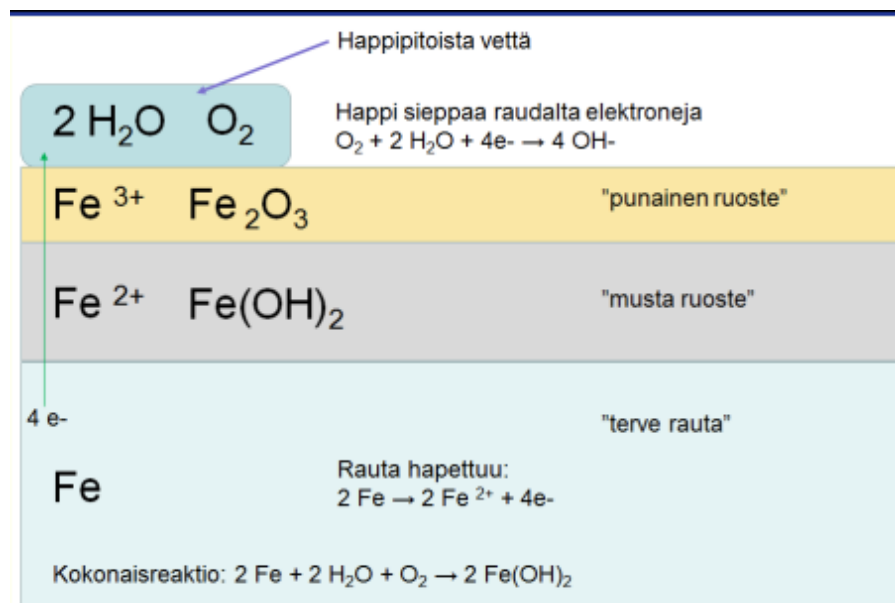 Happipitoista vettä
2 H₂O O₂
Happi sieppaa raudalta elektroneja
O₂ + 2 H₂O + 4e- → 4 OH-
Fe ³⁺ Fe ₂O₃ "punainen ruoste"
Fe ²⁺ Fe(OH)₂ "musta ruoste"
4 e- "terve rauta"
Fe
Rauta hapettuu:
2 Fe → 2 Fe ²⁺ + 4e-
Kokonaisreaktio: 2 Fe + 2 H₂O + O₂ → 2 Fe(OH)₂